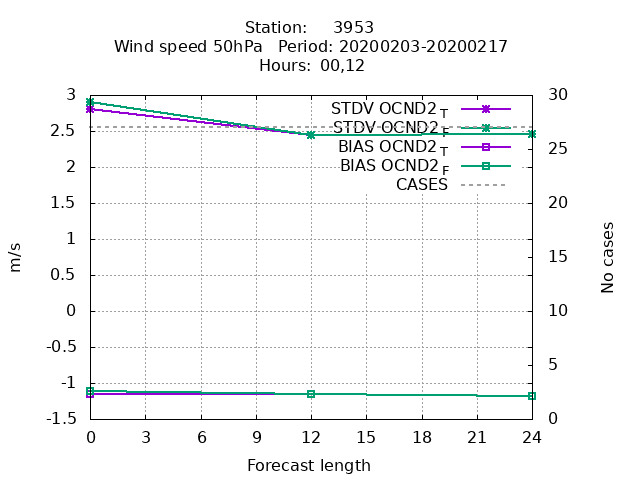 Station: 3953
Wind speed 50hPa Period: 20200203-20200217
Hours: 00,12
3 30
STDV OCND2 T
STDV OCND2 F
2.5 25
BIAS OCND2 T
BIAS OCND2 F
2
CASES
1.5 20
1
0.5 15
0 10
-0.5
-1 5
-1.5 0
m/s
No cases
0 3 6 9 12 15 18 21 24
Forecast length